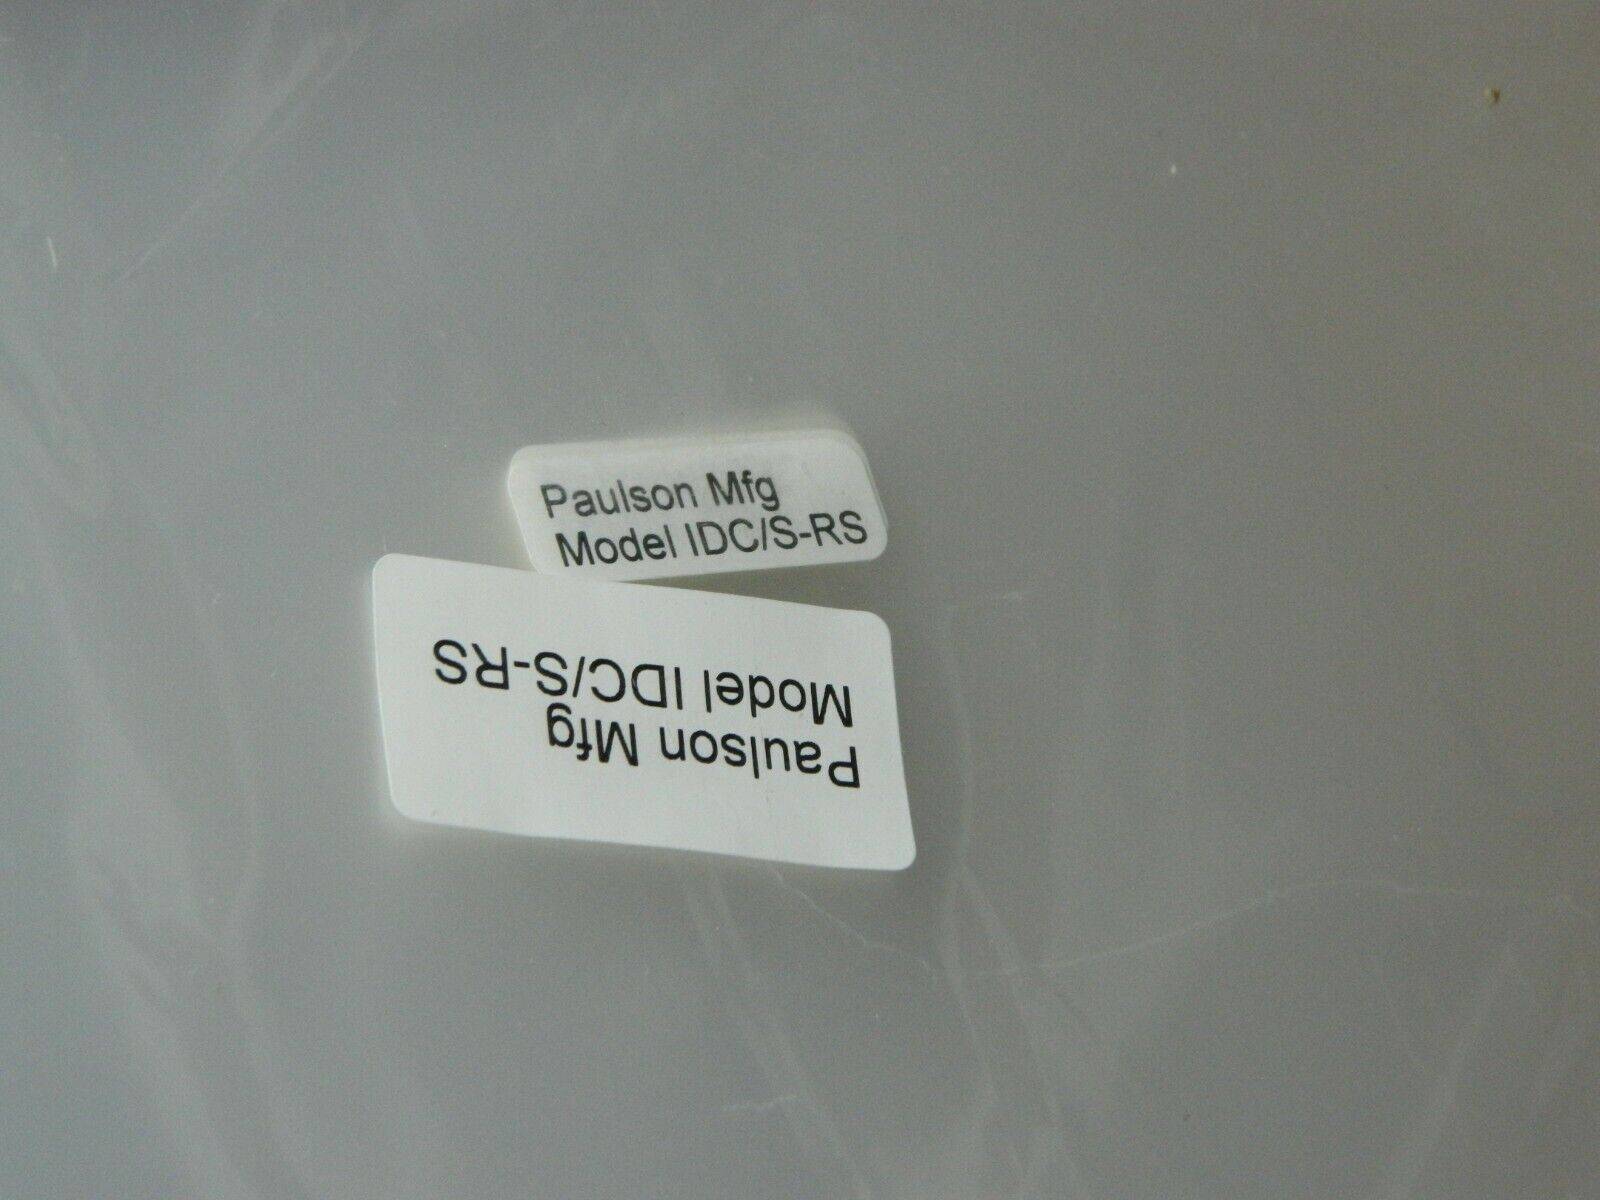 Paulson Mfg
Model IDC/S-RS
Paulson Mfg
Model IDC/S-RS